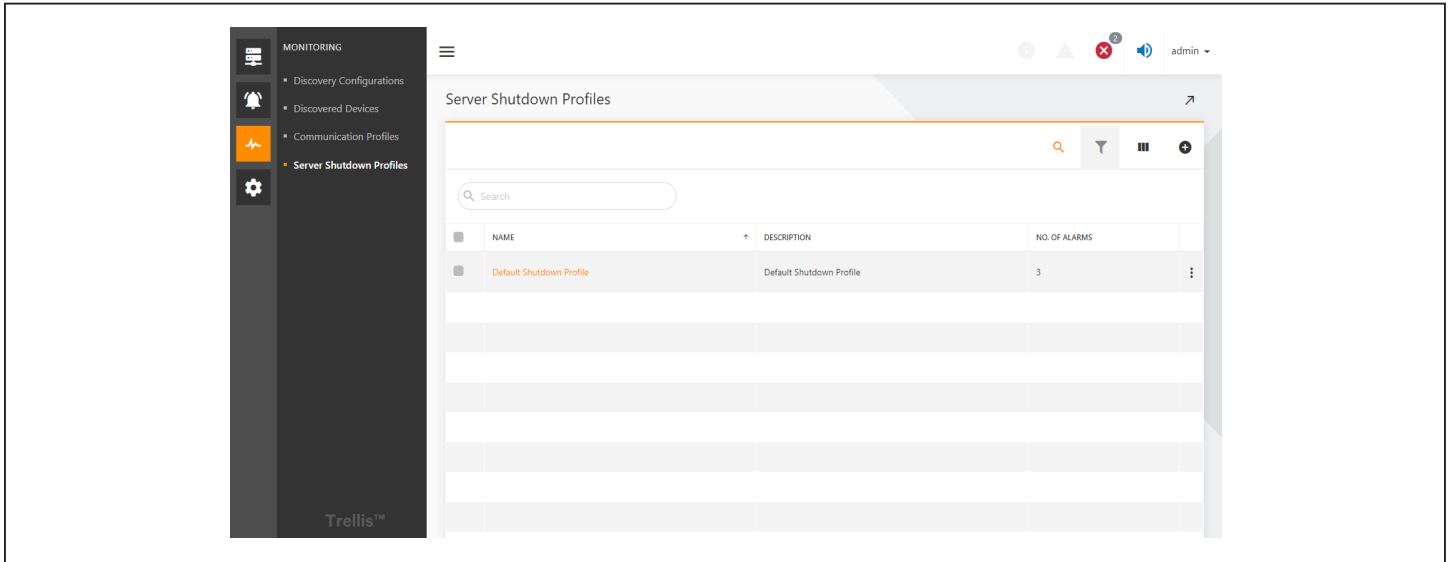 MONITORING
Discovery Configurations
Discovered Devices
Communication Profiles
Server Shutdown Profiles
Trellis™
2
admin
Server Shutdown Profiles
Search
NAME DESCRIPTION NO. OF ALARMS
Default Shutdown Profile Default Shutdown Profile 3